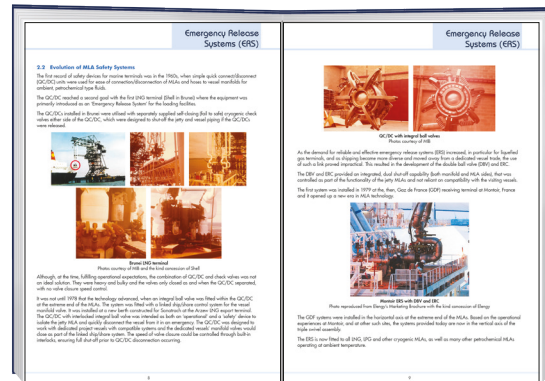 Emergency Release
Systems (ERS)
2.2 Evolution of MLA Safety Systems
The first record of safety devices for marine terminals was in the 1960s, when simple quick connect/disconnect
(QC/DC) units were used for ease of connection/disconnection of MLAs and hoses to vessel manifolds for
ambient, petrochemical type fluids.
The QC/DC reached a second goal with the first LNG terminal (Shell in Brunei) where the equipment was
primarily introduced as an 'Emergency Release System' for the loading facilities.
The QC/DCs installed in Brunei were utilised with separately supplied self-closing (fail to safe) cryogenic check
valves either side of the QC/DC, which were designed to shut-off the jetty and vessel piping if the QC/DCs
were released.
Brunei LNG terminal
Photos courtesy of MIB and the kind concession of Shell
Although, at the time, fulfilling operational expectations, the combination of QC/DC and check valves was not
an ideal solution. They were heavy and bulky and the valves only closed as and when the QC/DC separated,
with no valve closure speed control.
It was not until 1978 that the technology advanced, when an integral ball valve was fitted within the QC/DC
at the extreme end of the MLAs. The system was fitted with a linked ship/shore control system for the vessel
manifold valve. It was installed at a new berth constructed for Sonatrach at the Arzew LNG export terminal.
The QC/DC with interlocked integral ball valve was intended as both an 'operational' and a 'safety' device to
isolate the jetty MLA and quickly disconnect the vessel from it in an emergency. The QC/DC was designed to
work with dedicated project vessels with compatible systems and the dedicated vessels' manifold valves would
close as part of the linked ship/shore system. The speed of valve closure could be controlled through built-in
interlocks, ensuring full shut-off prior to QC/DC disconnection occurring.
8
Emergency Release
Systems (ERS)
QC/DC with integral ball valves
Photos courtesy of MIB
As the demand for reliable and effective emergency release systems (ERS) increased, in particular for liquefied
gas terminals, and as shipping became more diverse and moved away from a dedicated vessel trade, the use
of such a link proved impractical. This resulted in the development of the double ball valve (DBV) and ERC.
The DBV and ERC provided an integrated, dual shut-off capability (both manifold and MLA sides), that was
controlled as part of the functionality of the jetty MLAs and not reliant on compatibility with the visiting vessels.
The first system was installed in 1979 at the, then, Gaz de France (GDF) receiving terminal at Montoir, France
and it opened up a new era in MLA technology.
Montoir ERS with DBV and ERC
Photo reproduced from Elengy's Marketing Brochure with the kind concession of Elengy
The GDF systems were installed in the horizontal axis at the extreme end of the MLAs. Based on the operational
experiences at Montoir, and at other such sites, the systems provided today are now in the vertical axis of the
triple swivel assembly.
The ERS is now fitted to all LNG, LPG and other cryogenic MLAs, as well as many other petrochemical MLAs
operating at ambient temperature.
9